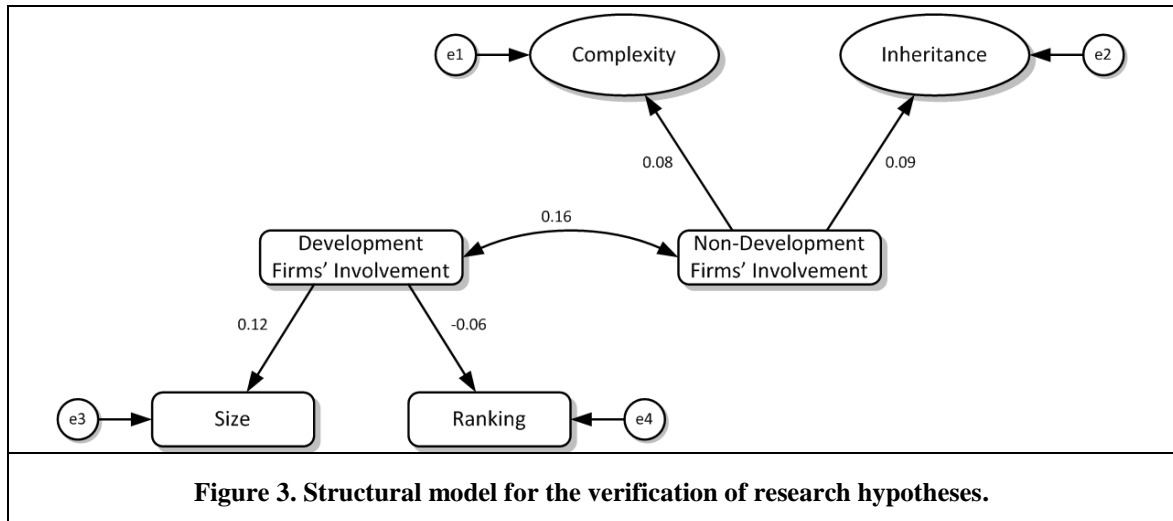 e1
Complexity
Inheritance
e2
0.08
0.09
0.16
Development
Firms' Involvement
Non-Development
Firms' Involvement
0.12
-0.06
e3
Size
Ranking
e4
Figure 3. Structural model for the verification of research hypotheses.